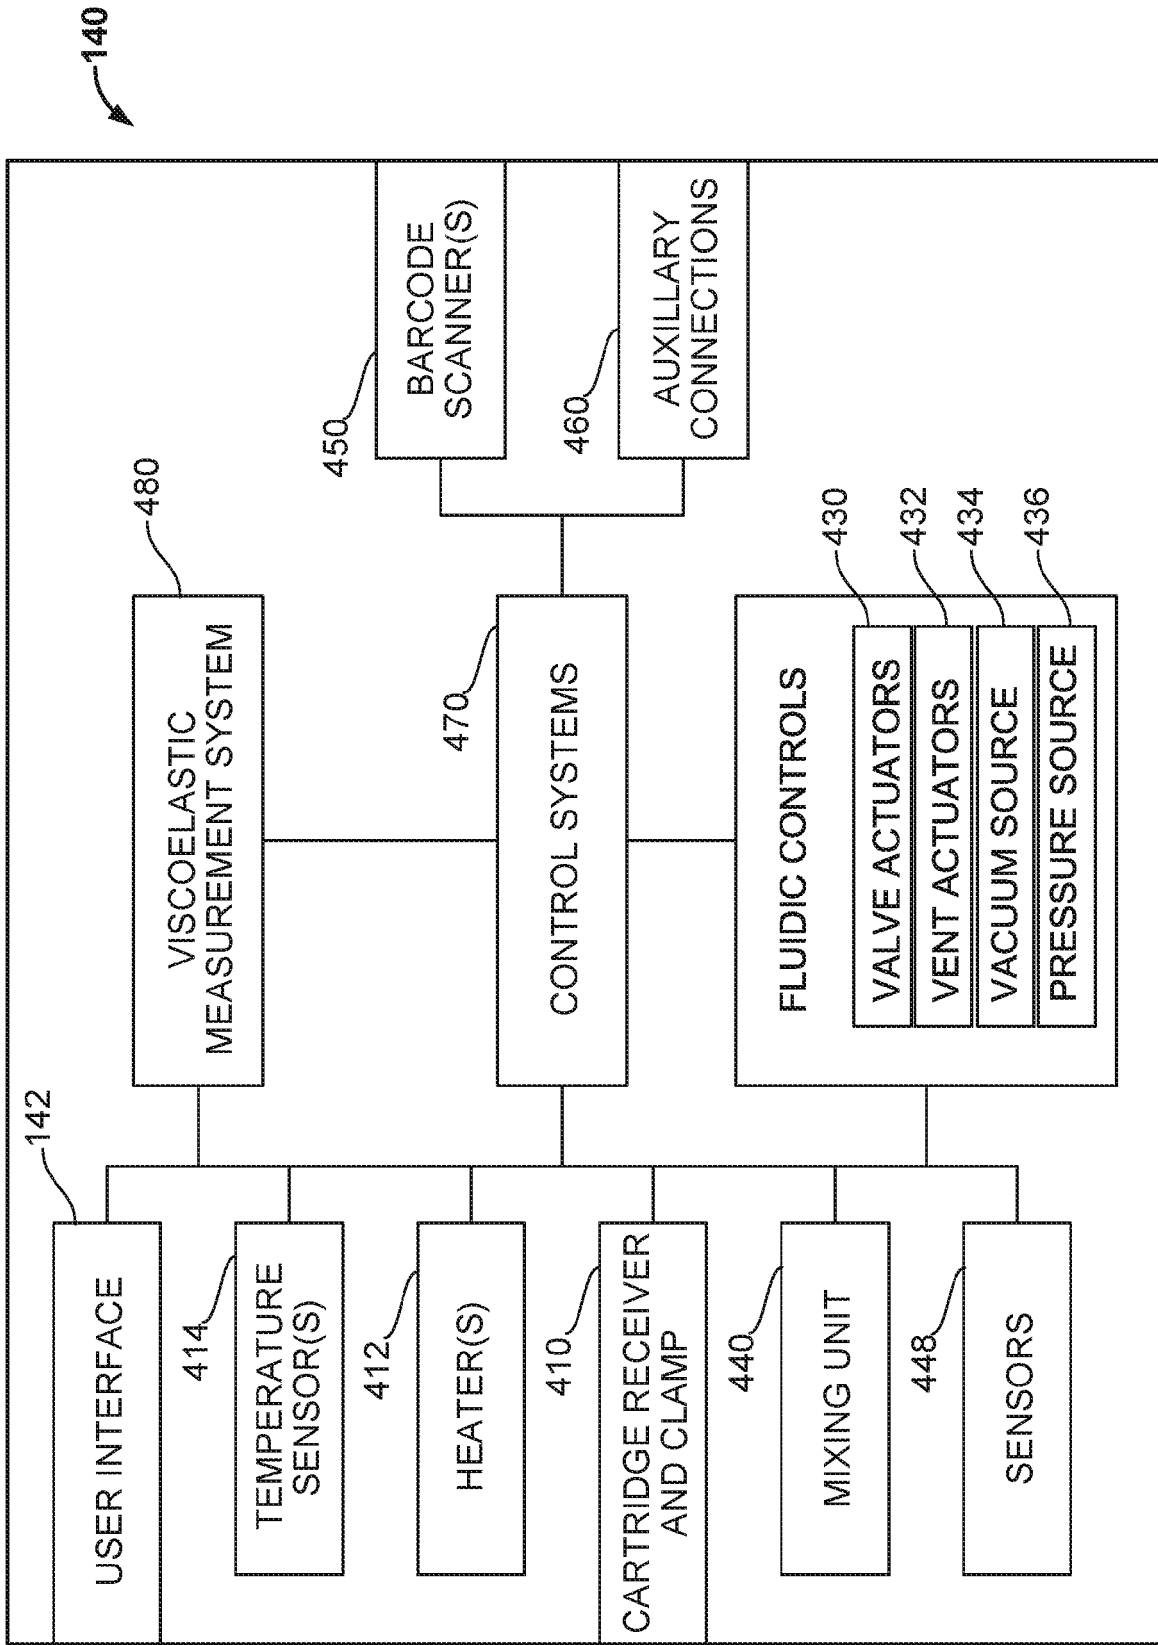 140
USER INTERFACE
142
TEMPERATURE
SENSOR(S)
414
HEATER(S)
412
CARTRIDGE RECEIVER
AND CLAMP
410
MIXING UNIT
440
SENSORS
448
VISCOELASTIC
MEASUREMENT SYSTEM
480
CONTROL SYSTEMS
470
FLUIDIC CONTROLS
VALVE ACTUATORS
430
VENT ACTUATORS
432
VACUUM SOURCE
434
PRESSURE SOURCE
436
BARCODE
SCANNER(S)
450
AUXILLARY
CONNECTIONS
460